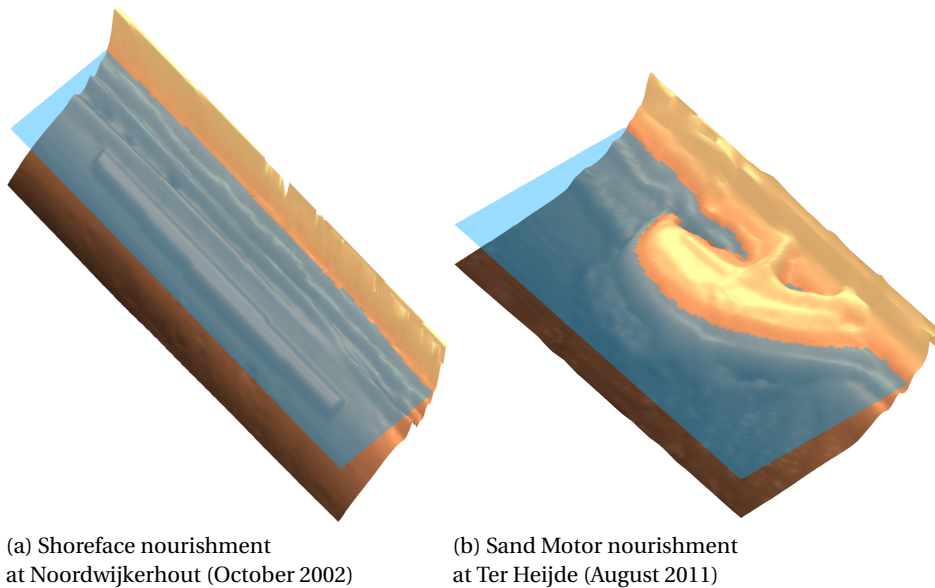 (a) Shoreface nourishment
at Noordwijkerhout (October 2002)
(b) Sand Motor nourishment
at Ter Heijde (August 2011)